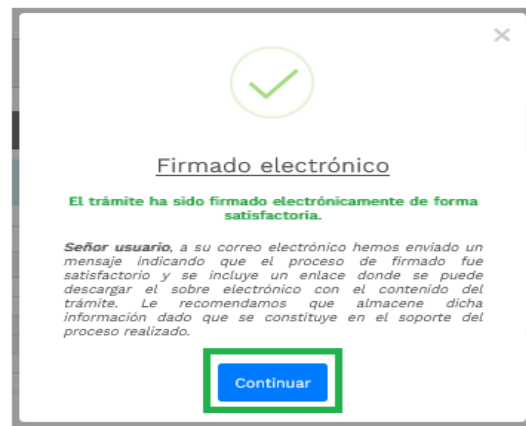 Firmado electrónico
El trámite ha sido firmado electrónicamente de forma
satisfactoria.
Señor usuario, a su correo electrónico hemos enviado un
mensaje indicando que el proceso de firmado fue
satisfactorio y se incluye un enlace donde se puede
descargar el sobre electrónico con el contenido del
trámite. Le recomendamos que almacene dicha
información dado que se constituye en el soporte del
proceso realizado.
Continuar